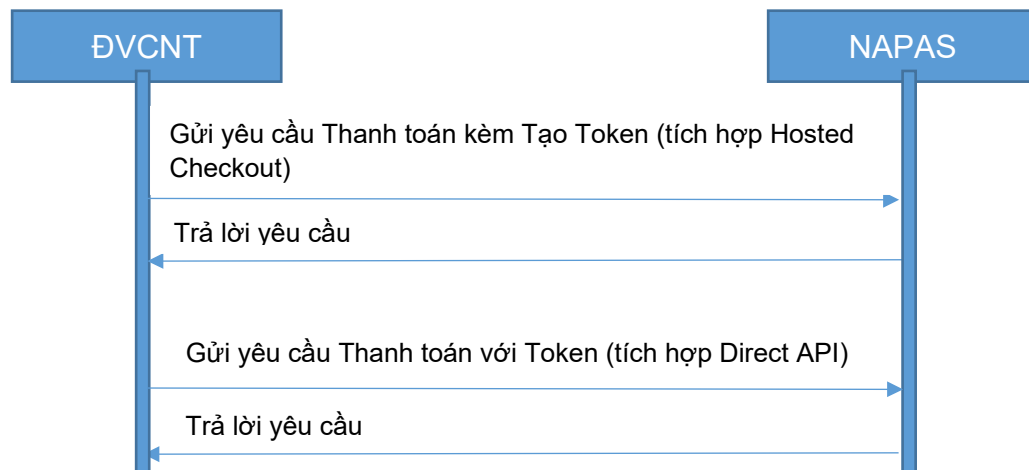 ĐVCNT
NAPAS
Gửi yêu cầu Thanh toán kèm Tạo Token (tích hợp Hosted
Checkout)
Trả lời yêu cầu
Gửi yêu cầu Thanh toán với Token (tích hợp Direct API)
Trả lời yêu cầu